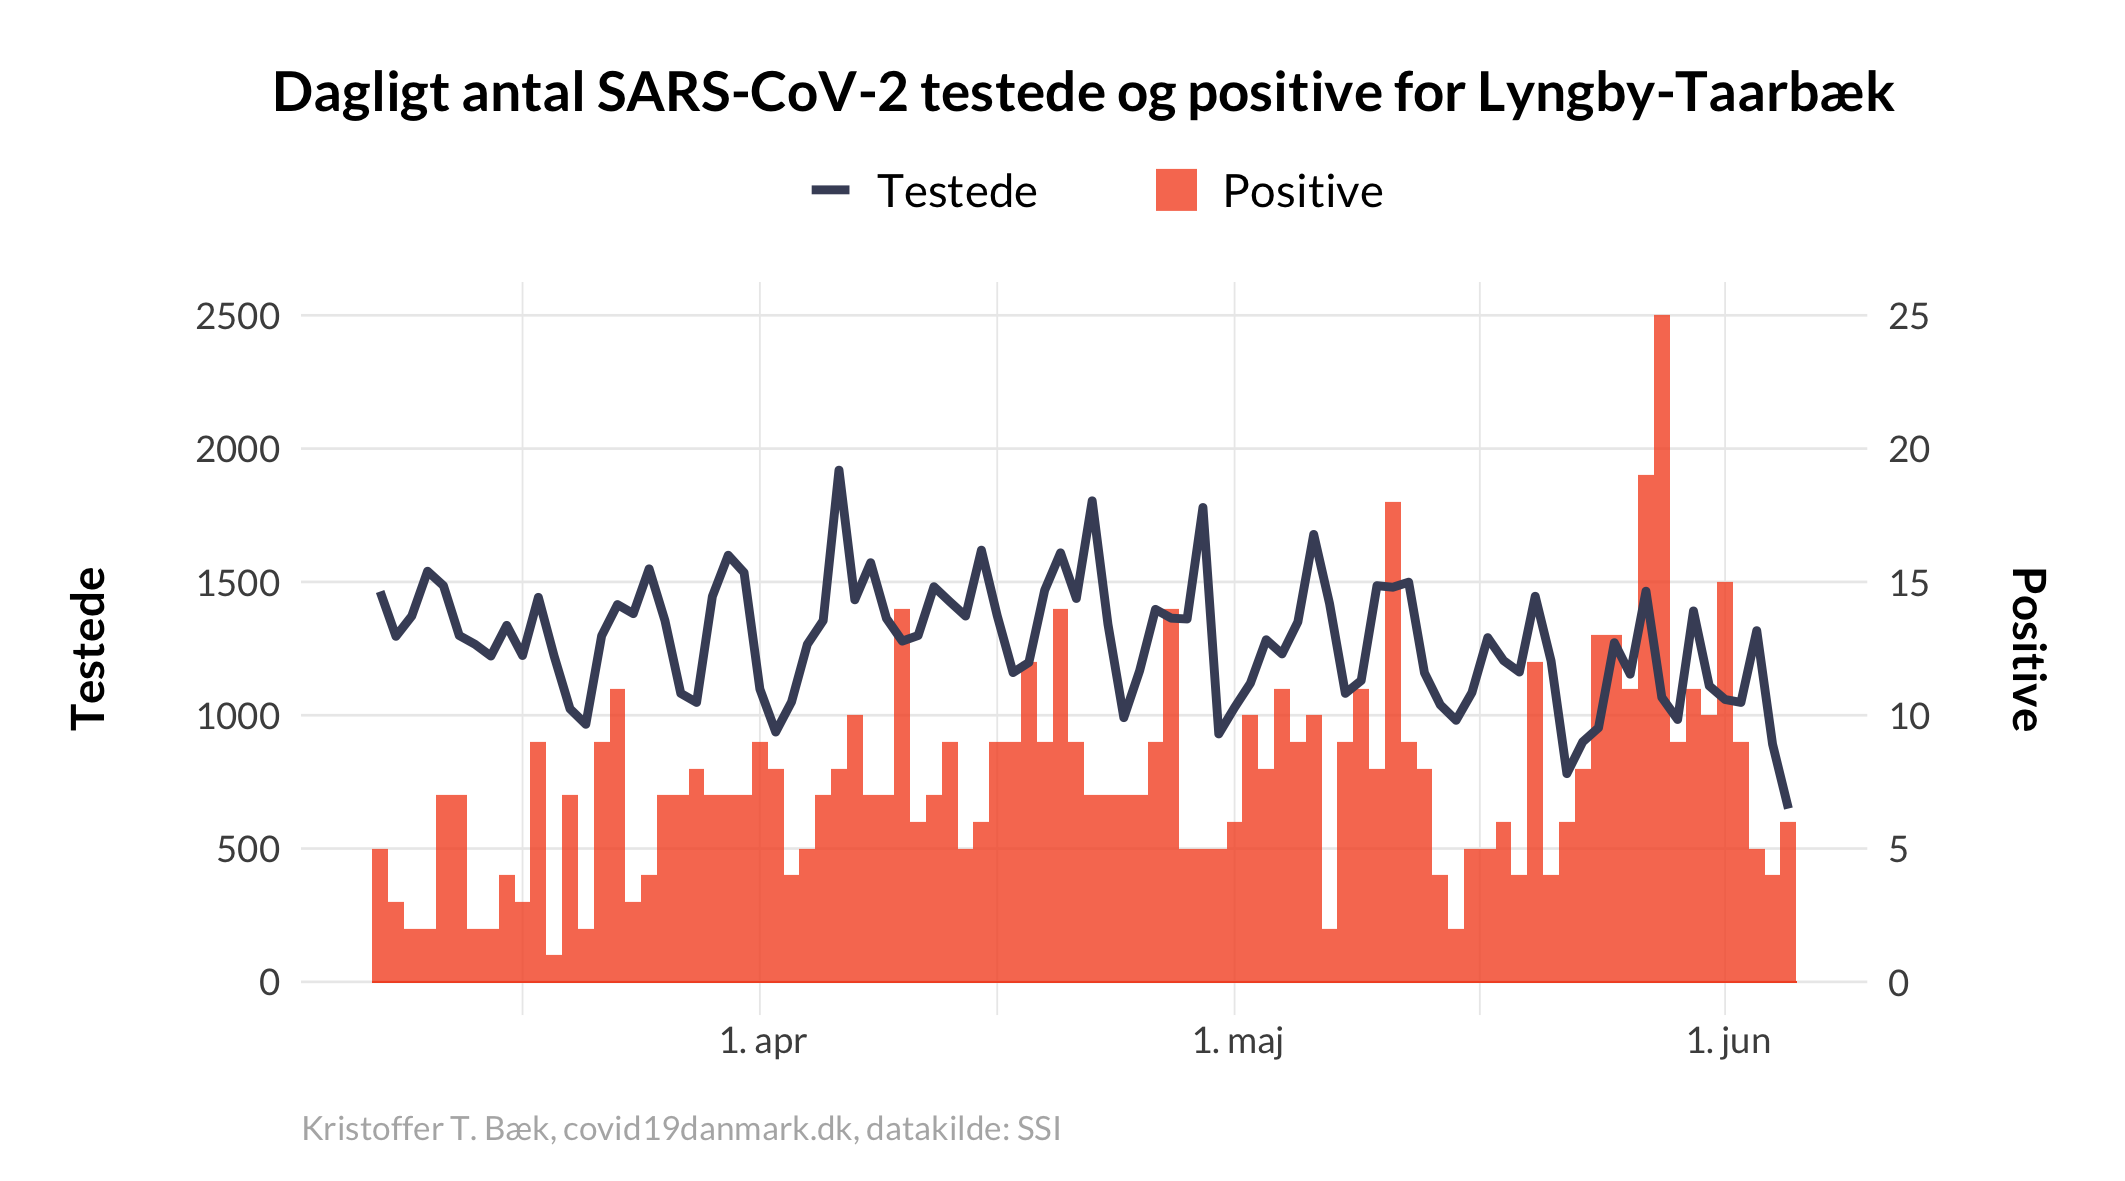 Dagligt antal SARS-CoV-2 testede og positive for Lyngby-Taarbæk
Testede
Positive
2500
2000
1500
1000
500
0
Testede
25
20
15
10
5
0
Positive
1. apr
1. maj
1. jun
Kristoffer T. Bæk, covid19danmark.dk, datakilde: SSI